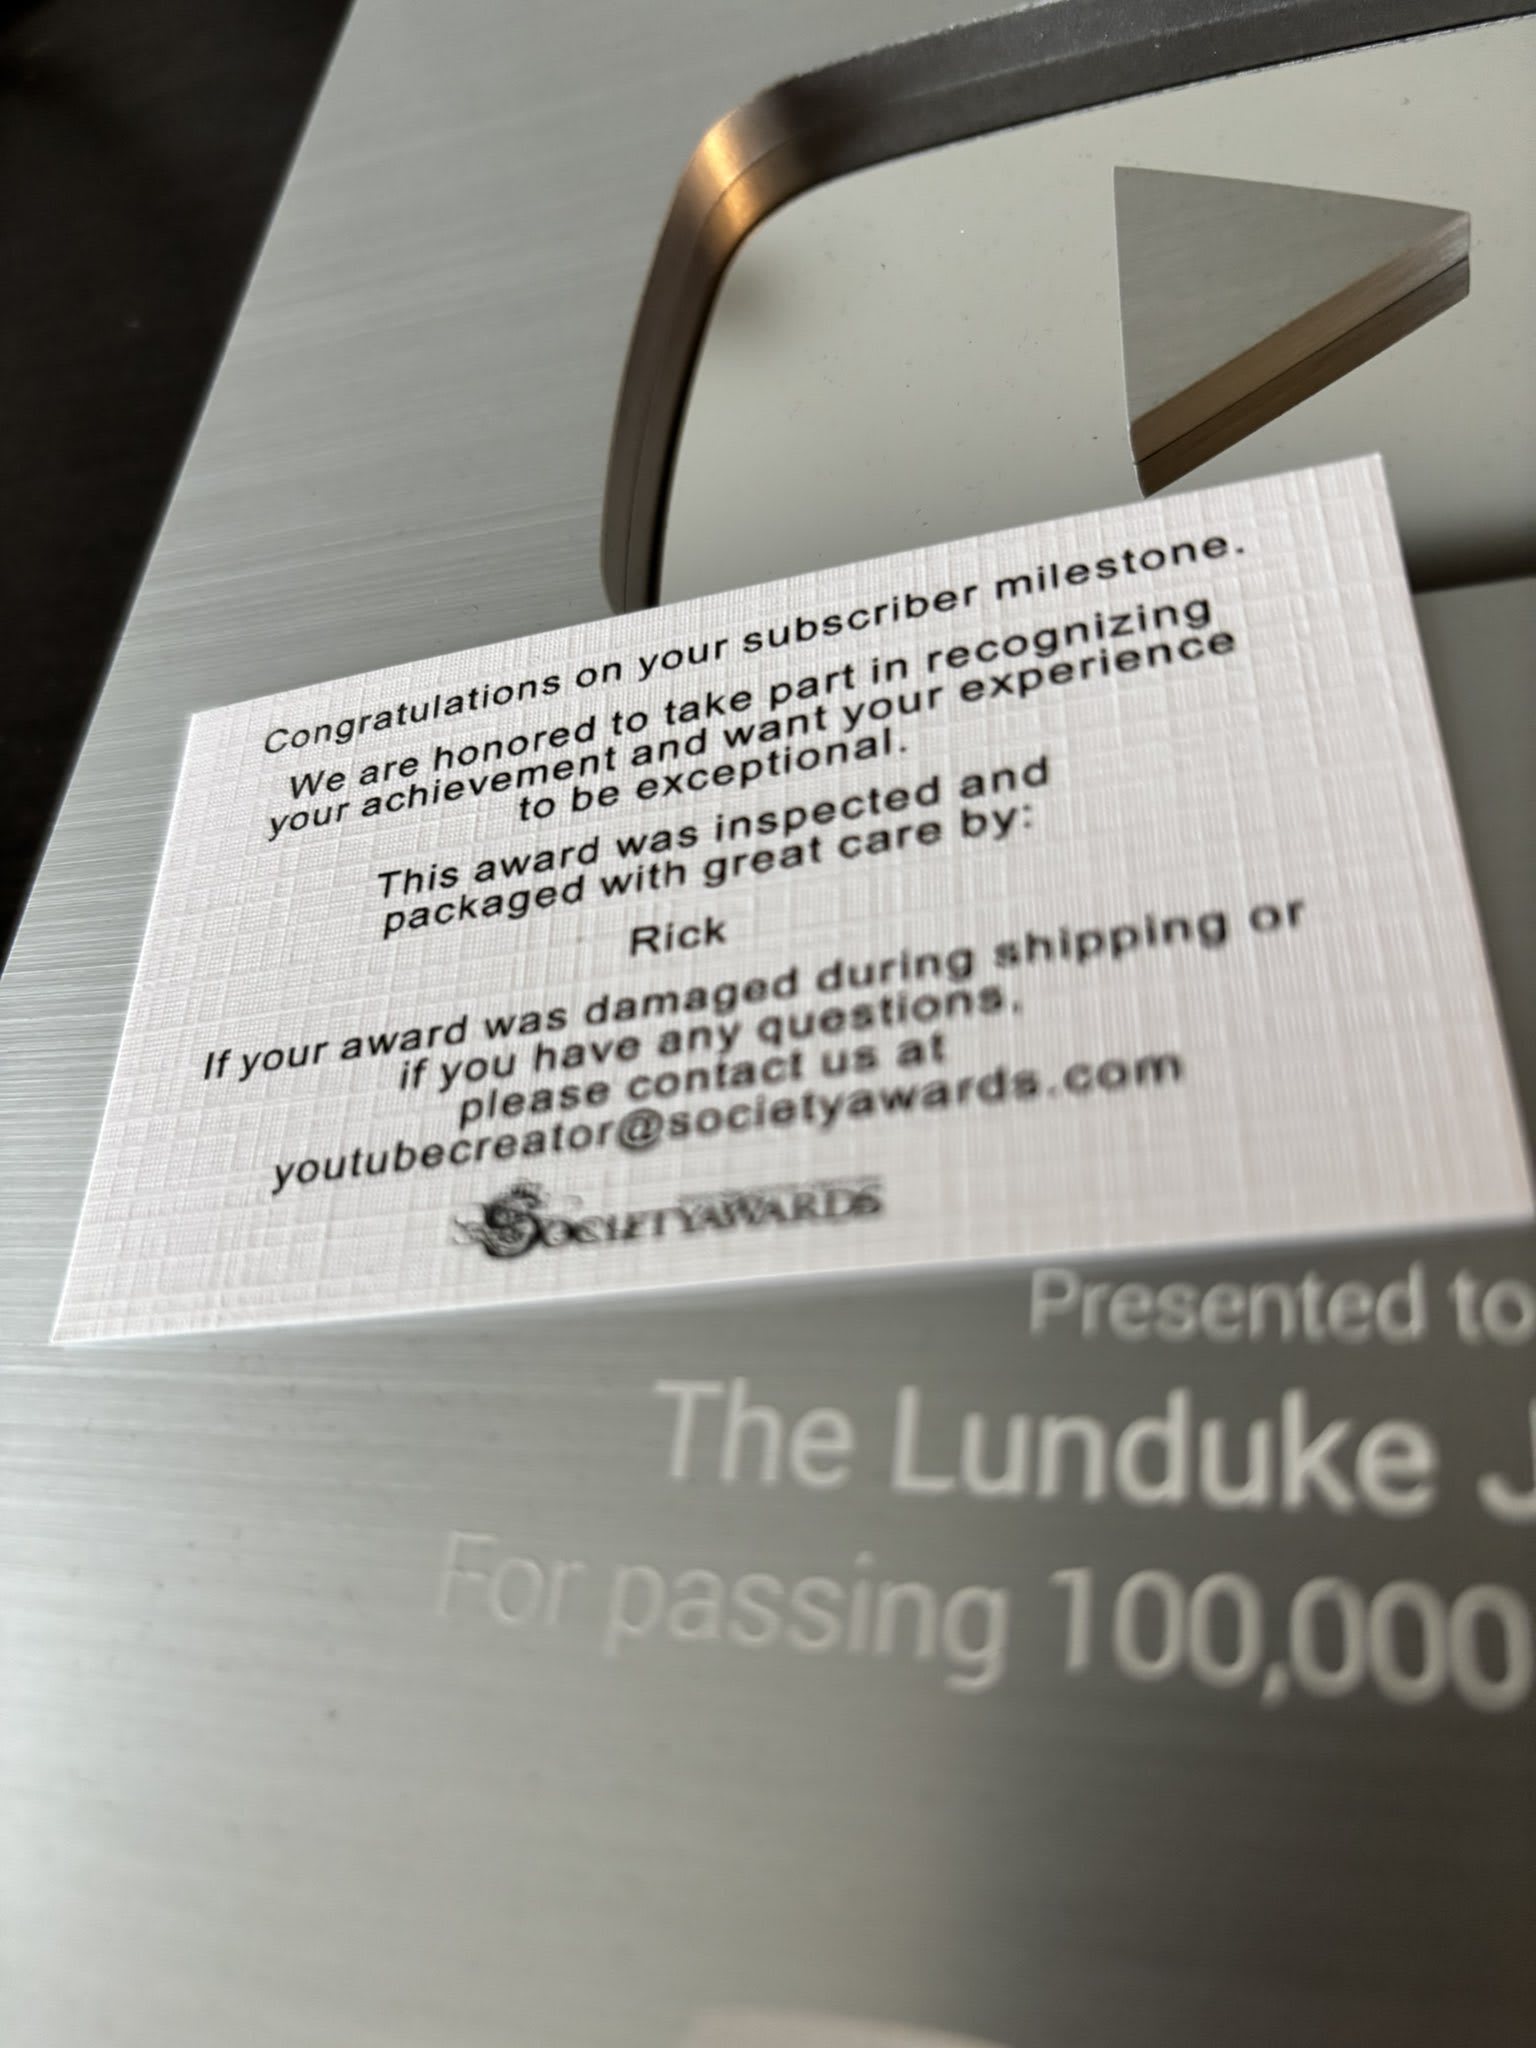 Congratulations on your subscriber milestone.
We are honored to take part in recognizing
your achievement and want your experience
to be exceptional.
This award was inspected and
packaged with great care by:
Rick
If your award was damaged during shipping or
if you have any questions,
please contact us at
youtubecreator@societyawards.com
SOCIETYAWARDS
Presented to
The Lunduke J
For passing 100,000